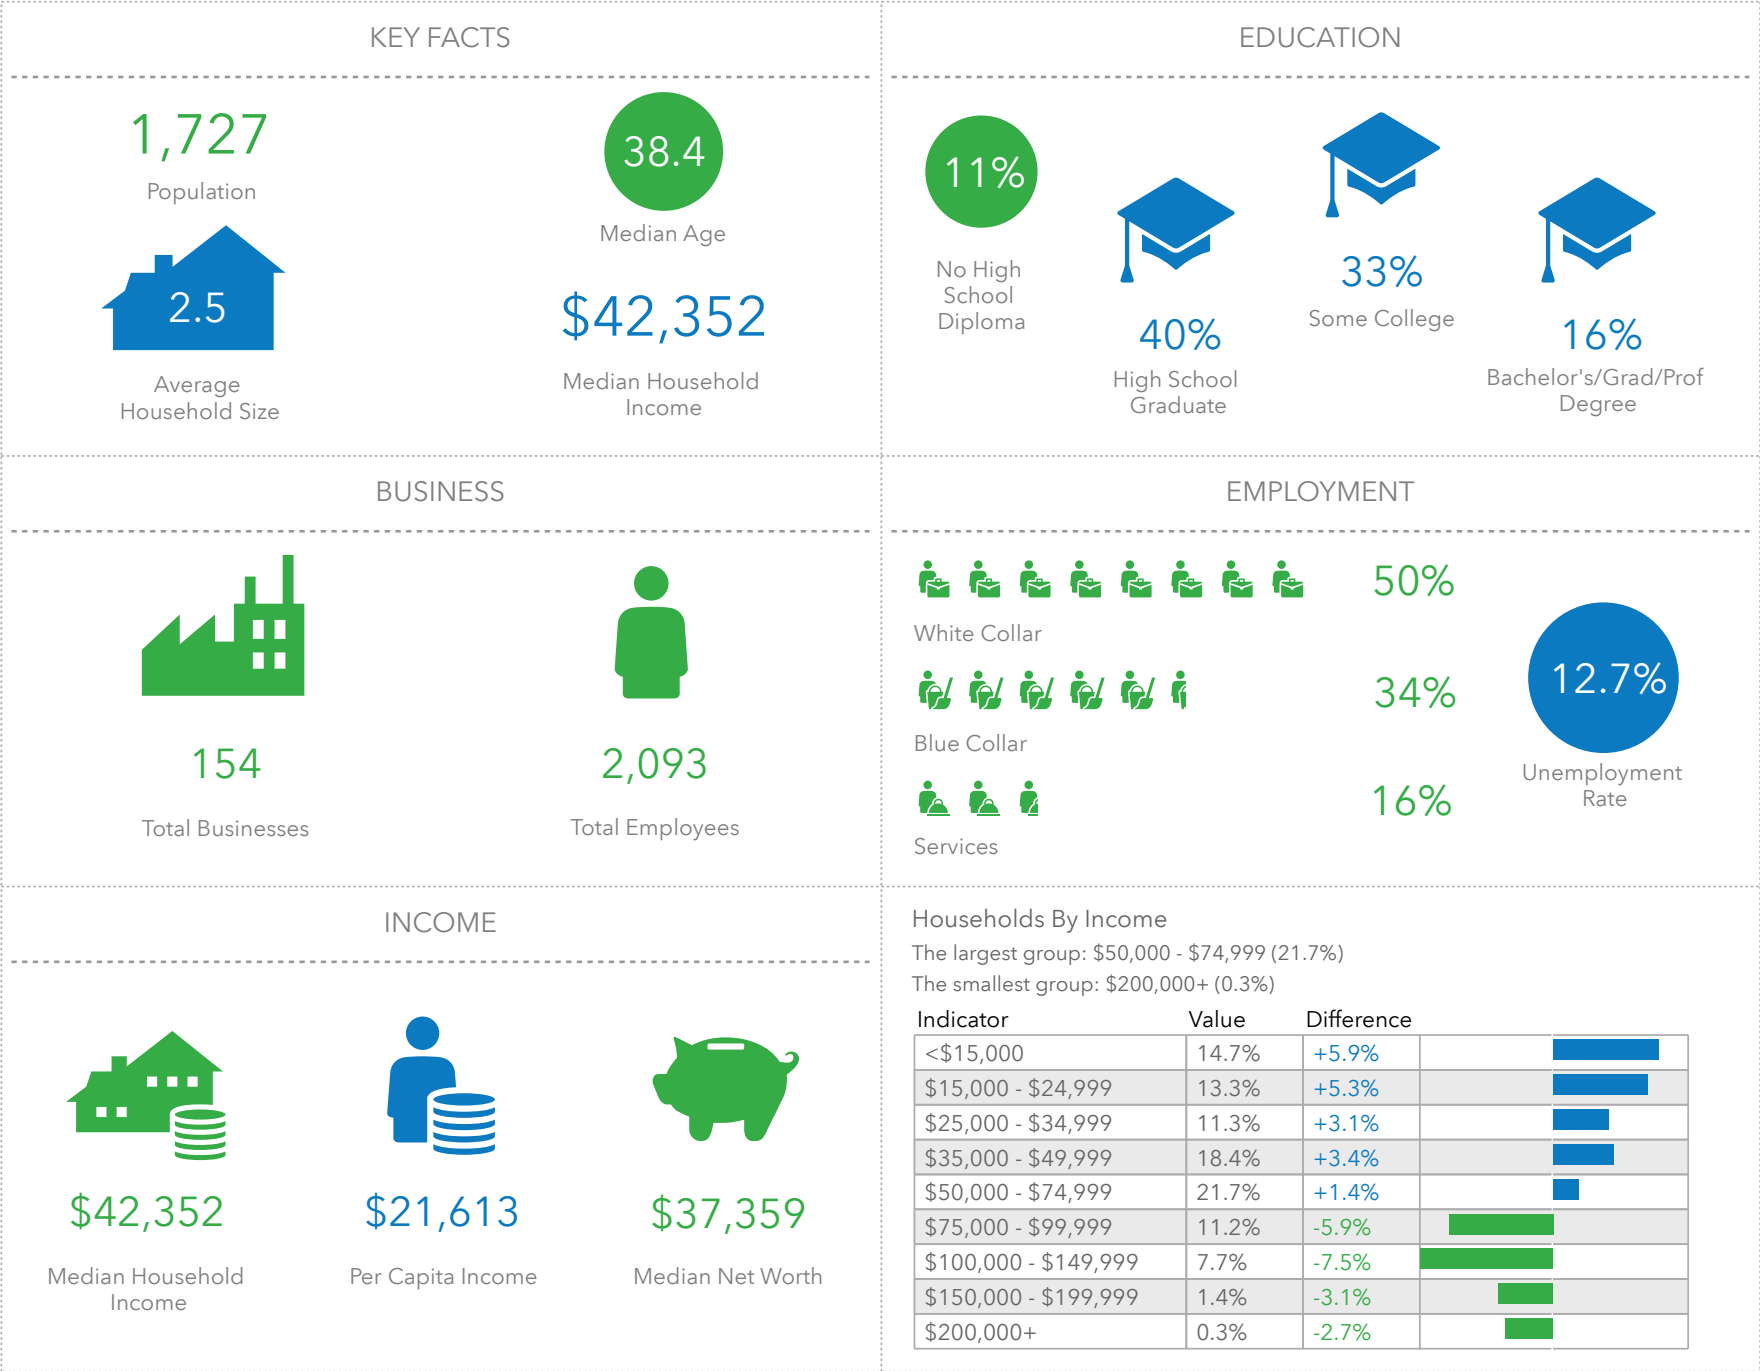 KEY FACTS
1,727
Population
2.5
Average
Household Size
38.4
Median Age
$42,352
Median Household
Income
EDUCATION
11%
No High
School
Diploma
40%
High School
Graduate
33%
Some College
16%
Bachelor's/Grad/Prof
Degree
BUSINESS
154
Total Businesses
2,093
Total Employees
EMPLOYMENT
50%
White Collar
34%
Blue Collar
16%
Services
12.7%
Unemployment
Rate
INCOME
$42,352
Median Household
Income
$21,613
Per Capita Income
$37,359
Median Net Worth
Households By Income
The largest group: $50,000 - $74,999 (21.7%)
The smallest group: $200,000+ (0.3%)
Indicator Value Difference
<$15,000 14.7% +5.9%
$15,000 - $24,999 13.3% +5.3%
$25,000 - $34,999 11.3% +3.1%
$35,000 - $49,999 18.4% +3.4%
$50,000 - $74,999 21.7% +1.4%
$75,000 - $99,999 11.2% -5.9%
$100,000 - $149,999 7.7% -7.5%
$150,000 - $199,999 1.4% -3.1%
$200,000+ 0.3% -2.7%